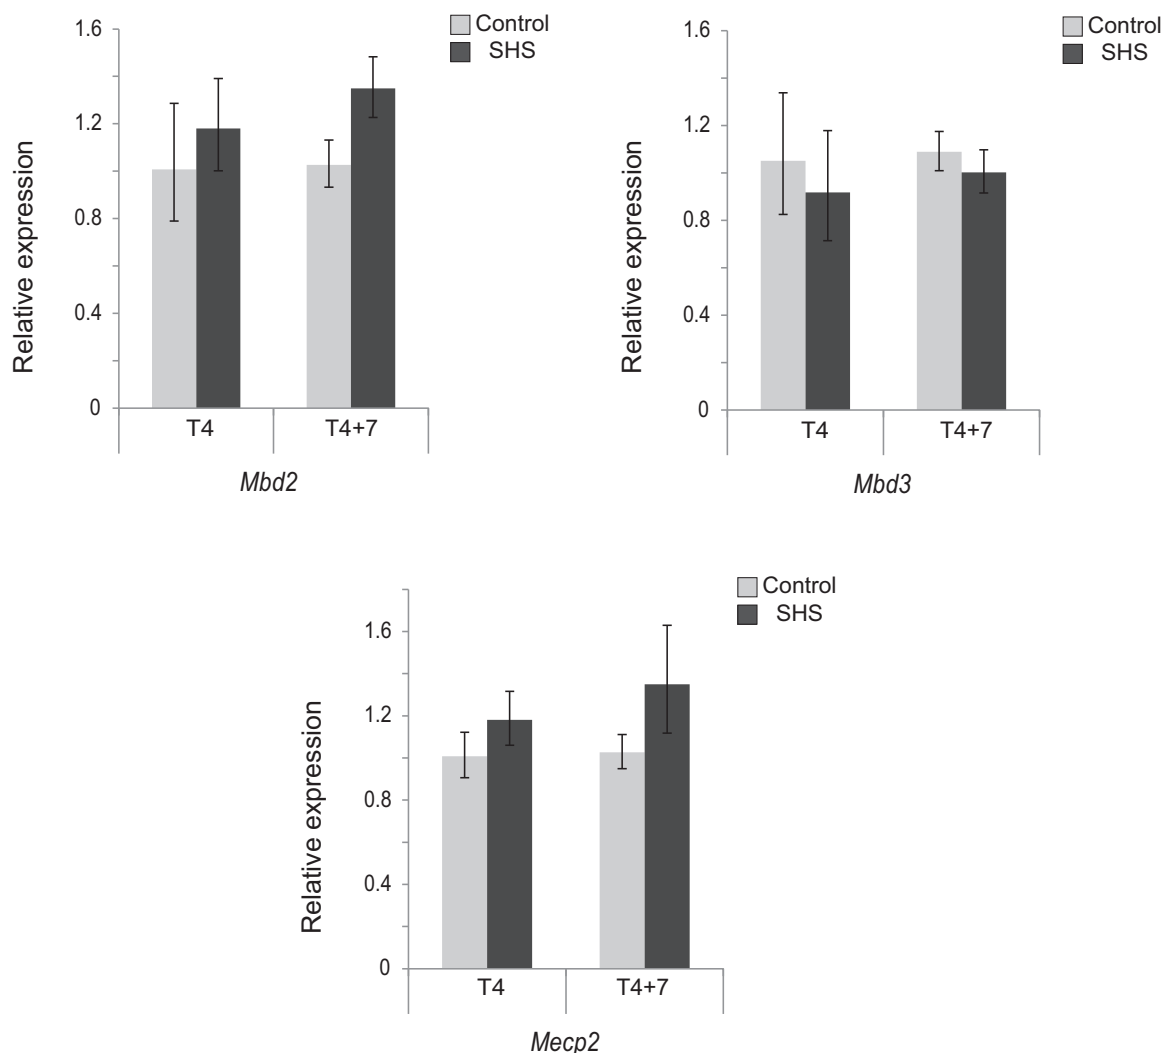 Control
SHS
1.6
1.2
0.8
0.4
0
Relative expression
T4 T4+7
Mbd2
Control
SHS
1.6
1.2
0.8
0.4
0
Relative expression
T4 T4+7
Mbd3
Control
SHS
1.6
1.2
0.8
0.4
0
Relative expression
T4 T4+7
Mecp2